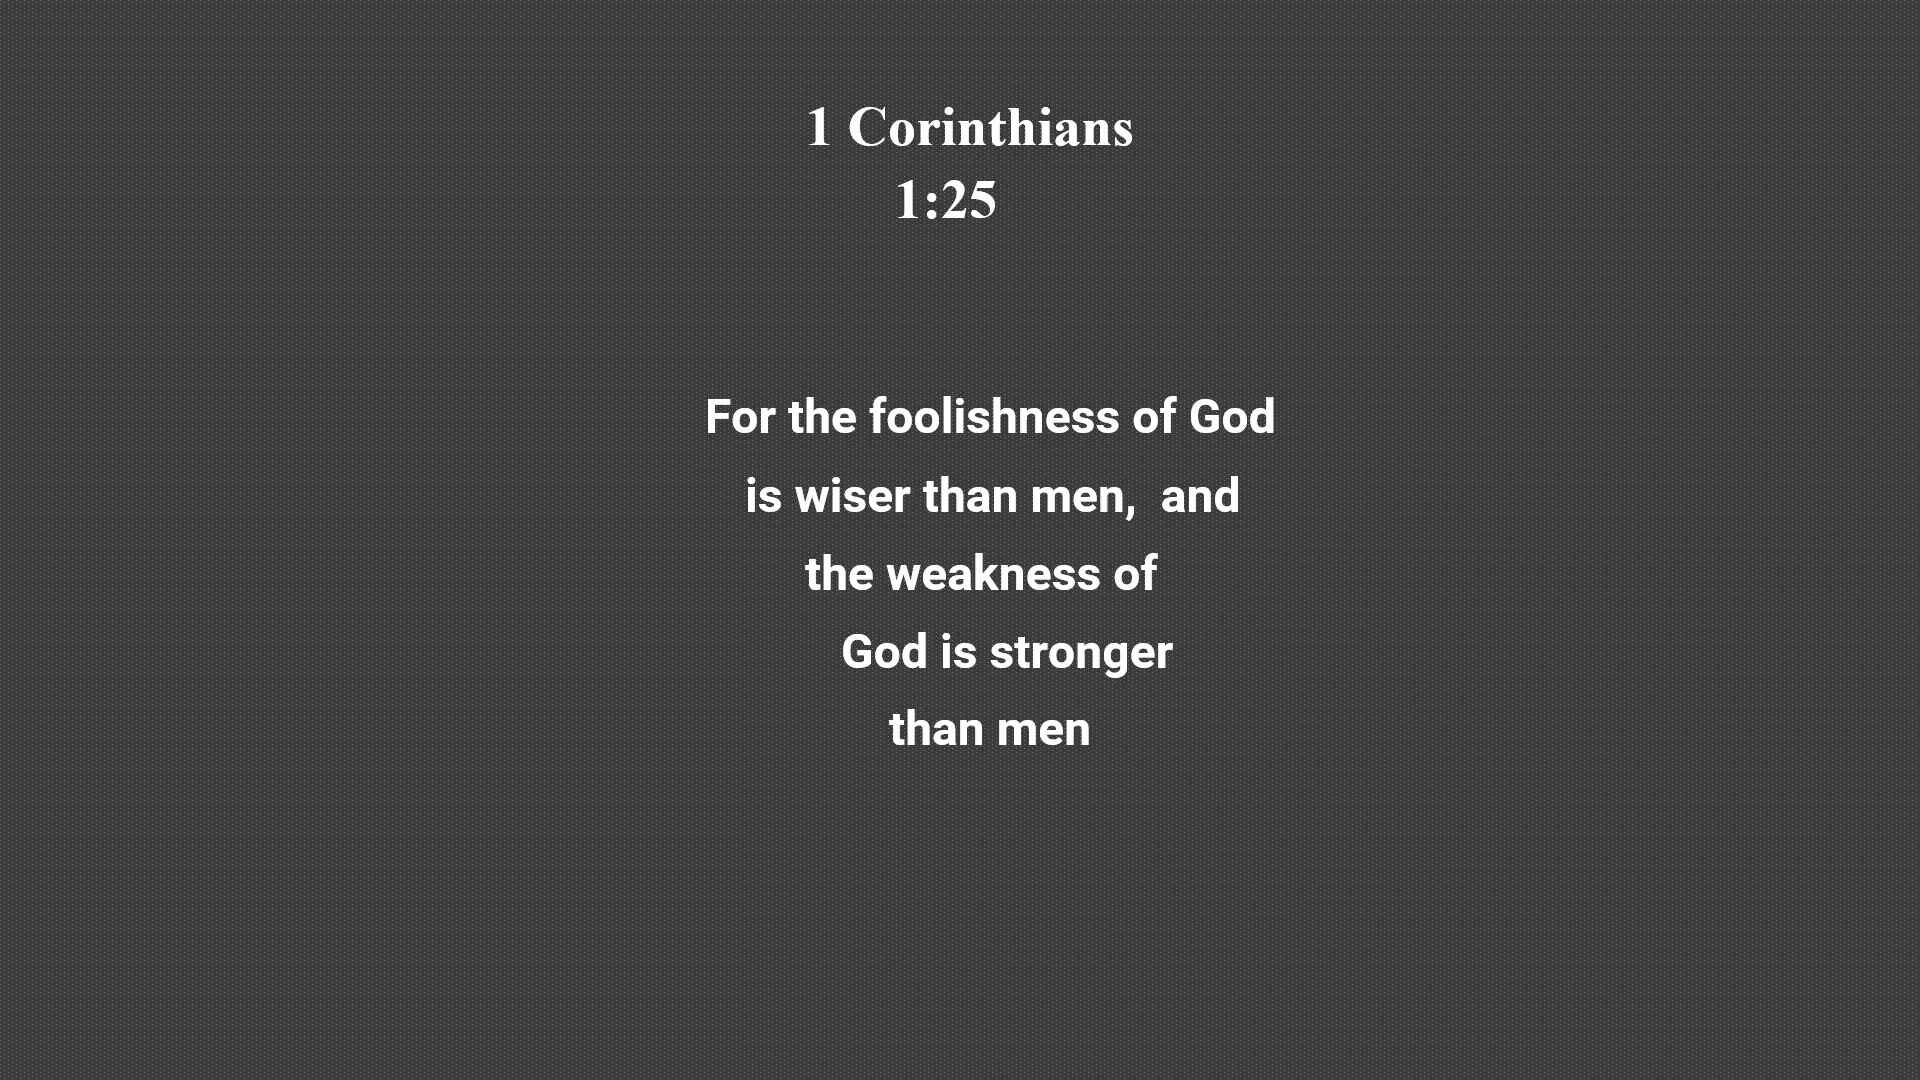 1 Corinthians
1:25
For the foolishness of God
is wiser than men,  and
the weakness of
God is stronger
than men